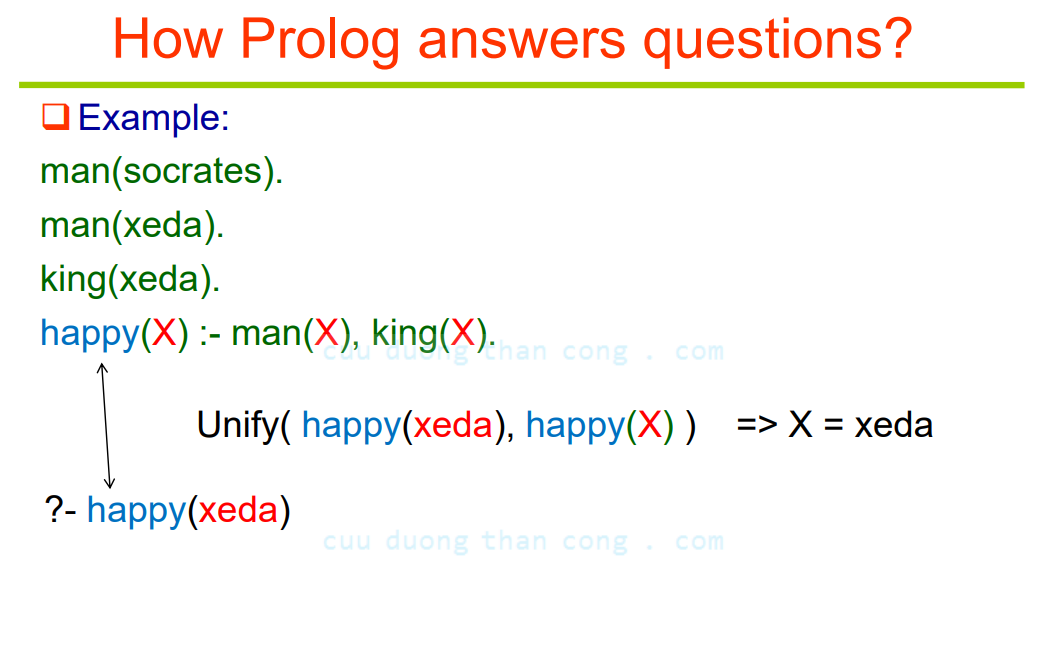 How Prolog answers questions?
Example:
man(socrates).
man(xeda).
king(xeda).
happy(X) :- man(X), king(X).
cuu duong than cong . com
Unify( happy(xeda), happy(X) ) => X = xeda
?- happy(xeda)
cuu duong than cong . com